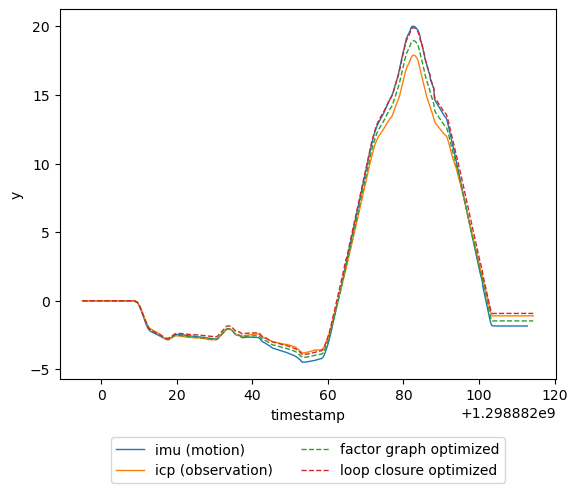 20
15
10
5
0
−5
y
0 20 40 60 80 100 120
timestamp
+1.298882e9
imu (motion) factor graph optimized
icp (observation) loop closure optimized